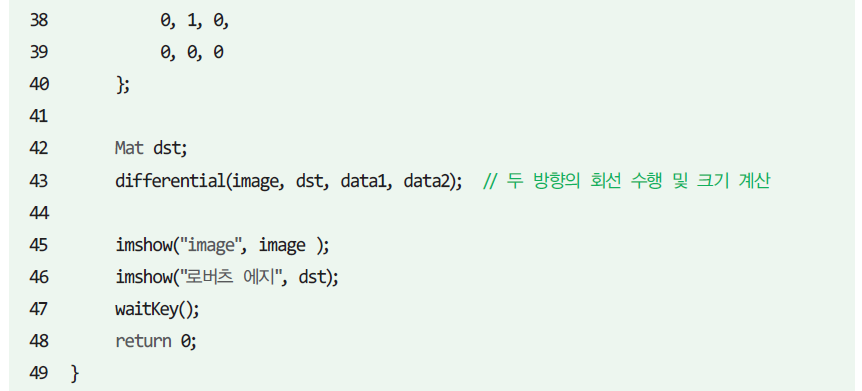 38 0, 1, 0,
39 0, 0, 0
40 };
41
42 Mat dst;
43 differential(image, dst, data1, data2); // 두 방향의 회선 수행 및 크기 계산
44
45 imshow("image", image );
46 imshow("로버츠 에지", dst);
47 waitKey();
48 return 0;
49 }